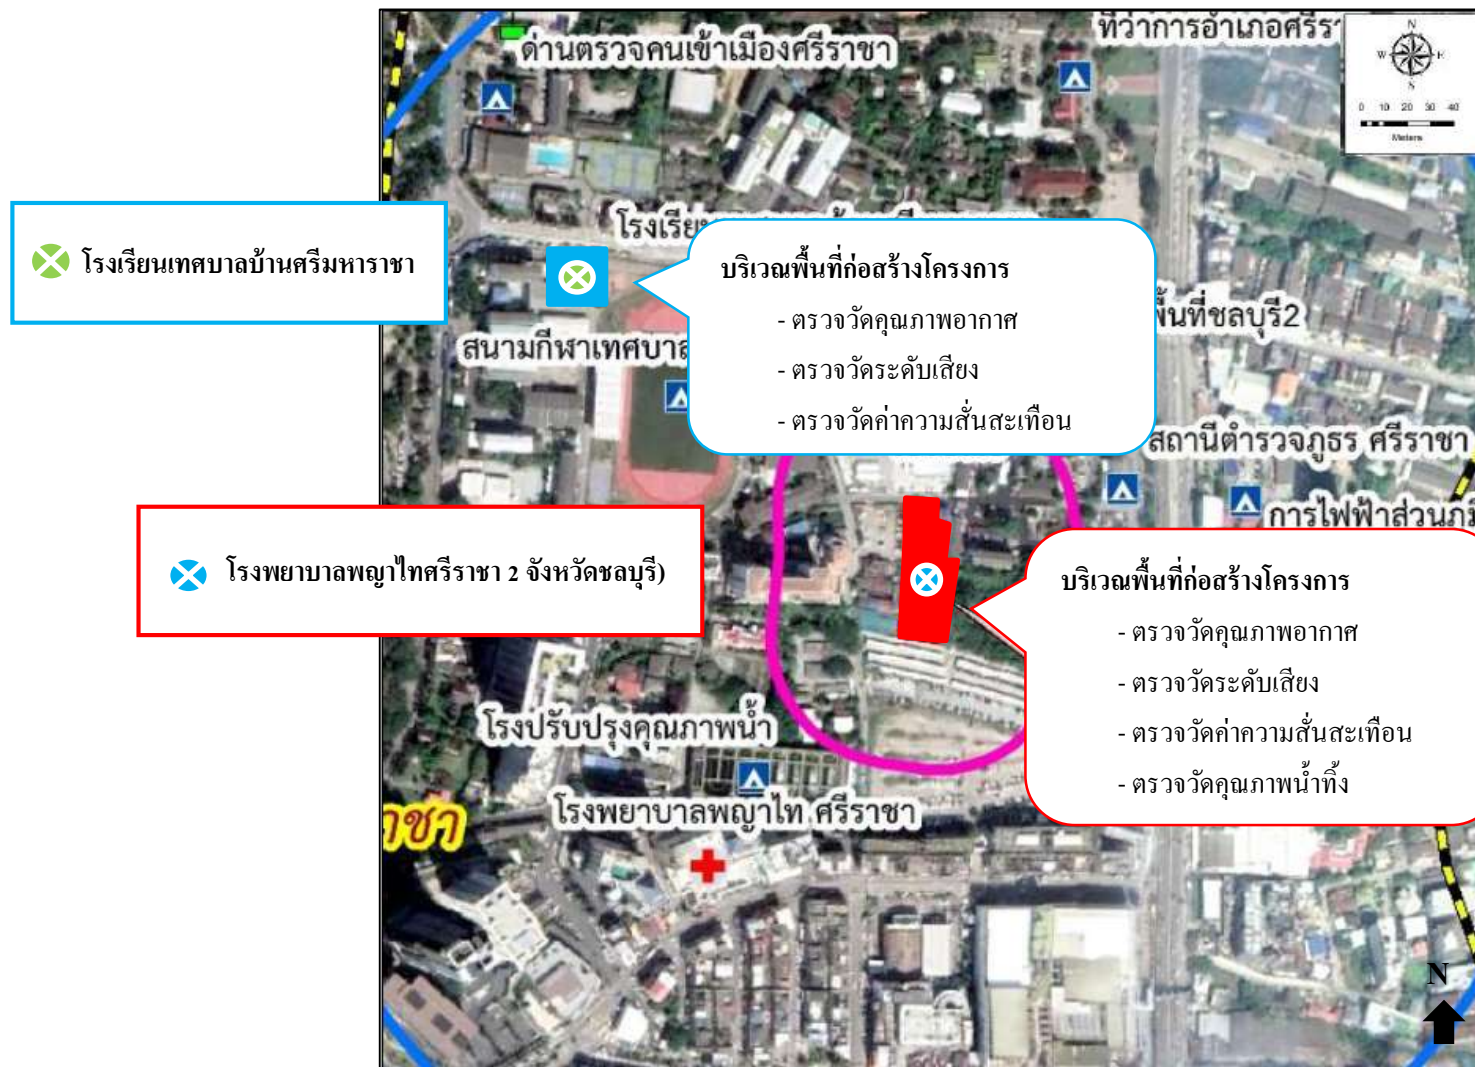 ด่านตรวจคนเข้าเมืองศรีราชา
ที่ว่าการอำเภอศรีรา
N
W E
S
0 10 20 30 40
Meters
โรงเรียนเทศบาลบ้านศรีมหาราชา
โรงเรีย
บริเวณพื้นที่ก่อสร้างโครงการ
- ตรวจวัดคุณภาพอากาศ
- ตรวจวัดระดับเสียง
- ตรวจวัดค่าความสั่นสะเทือน
พื้นที่ชลบุรี2
สนามกีฬาเทศบาล
สถานีตำรวจภูธร ศรีราชา
การไฟฟ้าส่วนภูมิ
โรงพยาบาลพญาไทศรีราชา 2 จังหวัดชลบุรี)
บริเวณพื้นที่ก่อสร้างโครงการ
- ตรวจวัดคุณภาพอากาศ
- ตรวจวัดระดับเสียง
- ตรวจวัดค่าความสั่นสะเทือน
- ตรวจวัดคุณภาพน้ำทิ้ง
โรงปรับปรุงคุณภาพน้ำ
โรงพยาบาลพญาไท ศรีราชา
าชา
N